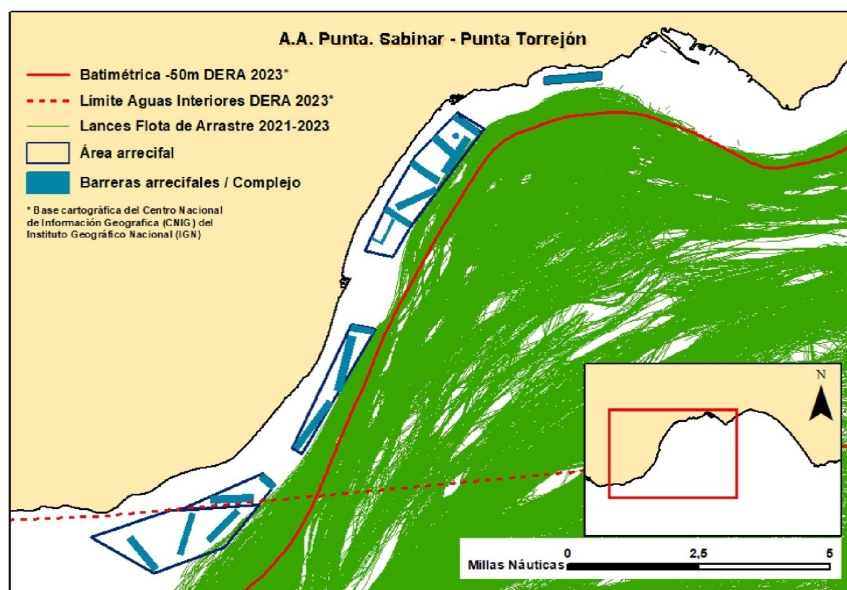 A.A. Punta. Sabinar - Punta Torrejón
Batimétrica -50m DERA 2023*
Límite Aguas Interiores DERA 2023*
Lances Flota de Arrastre 2021-2023
Área arrecifal
Barreras arrecifales / Complejo
* Base cartográfica del Centro Nacional
de Información Geografica (CNIG) del
Instituto Geográfico Nacional (IGN)
N
Millas Náuticas
0 2,5 5